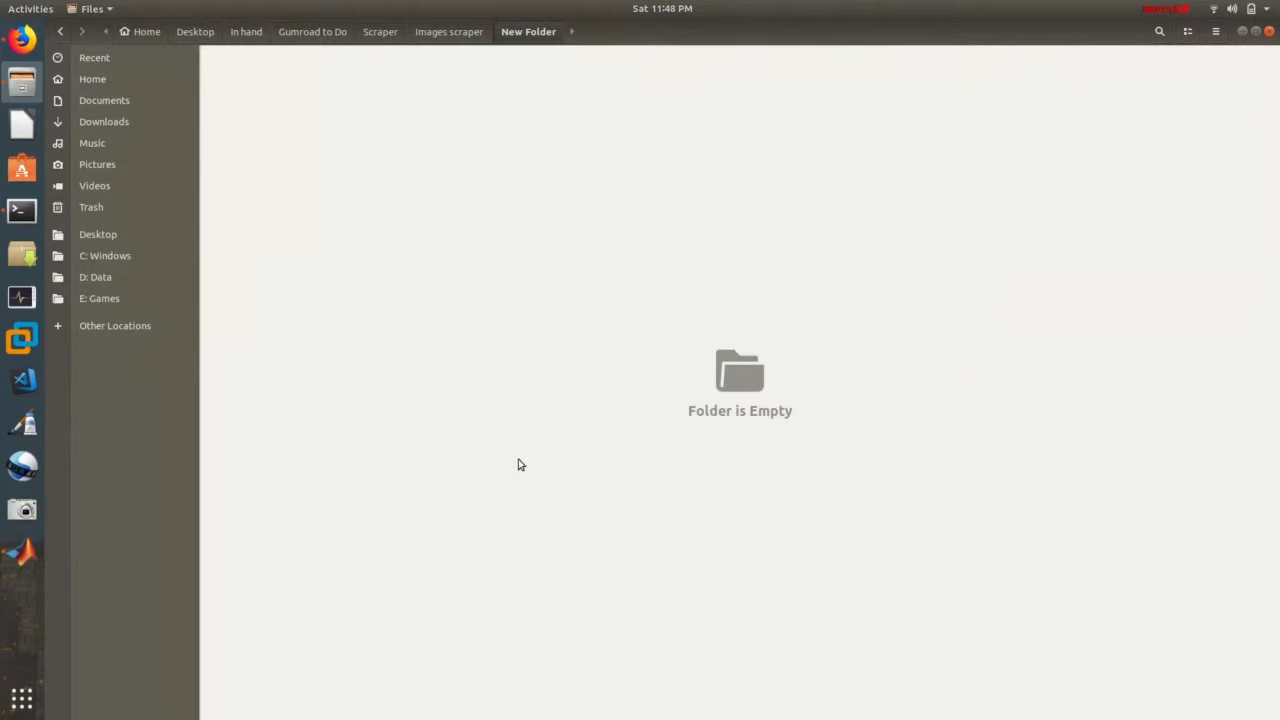 Activities Files Sat 11:48 PM
Home Desktop In hand Gumroad to Do Scraper Images scraper New Folder
Recent
Home
Documents
Downloads
Music
Pictures
Videos
Trash
Desktop
C: Windows
D: Data
E: Games
Other Locations
Folder is Empty